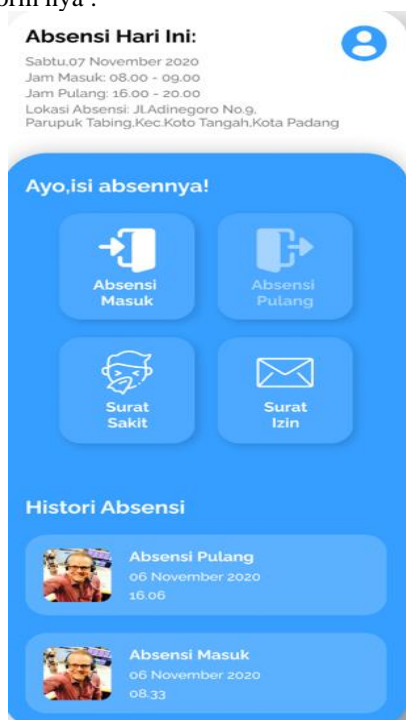 Absensi Hari Ini:
Sabtu,07 November 2020
Jam Masuk: 08.00 - 09.00
Jam Pulang: 16.00 - 20.00
Lokasi Absensi: Jl.Adinegoro No.9,
Parupuk Tabing,Kec.Koto Tangah,Kota Padang
Ayo,isi absennya!
Absensi
Masuk
Absensi
Pulang
Surat
Sakit
Surat
Izin
Histori Absensi
Absensi Pulang
06 November 2020
16.06
Absensi Masuk
06 November 2020
08.33